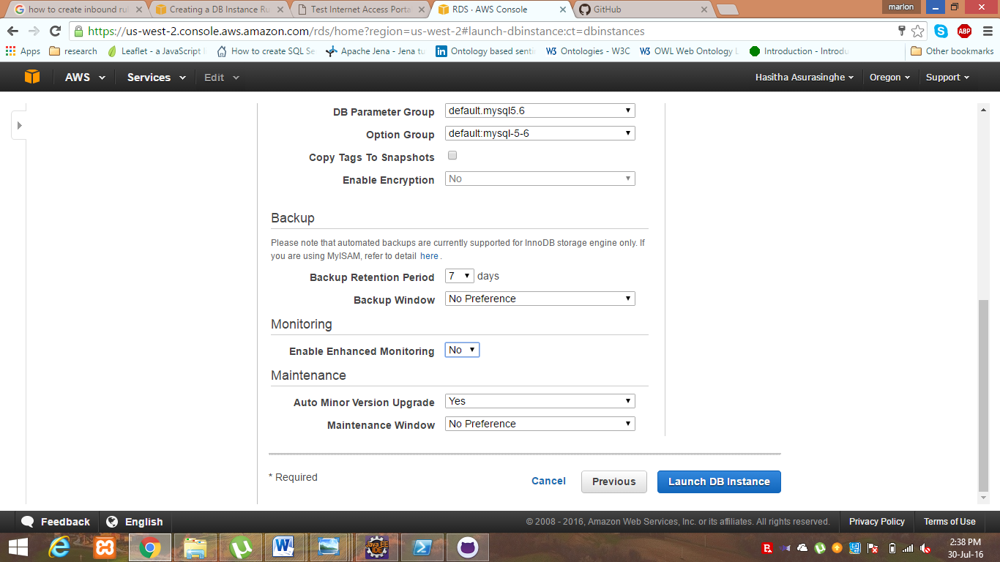 marlon
how to create inbound rul
Creating a DB Instance Ru
Test Internet Access Porta
RDS · AWS Console
GitHub
https://us-west-2.console.aws.amazon.com/rds/home?region=us-west-2#launch-dbinstance:ct=dbinstances
ABP
Apps
research
Leaflet - a JavaScript
How to create SQL Se
Apache Jena - Jena tu
Ontology based senti
W3 Ontologies - W3C
W3 OWL Web Ontology
Introduction - Introdu
Other bookmarks
AWS
Services
Edit
Hasitha Asurasinghe
Oregon
Support
DB Parameter Group default.mysql5.6
Option Group default:mysql-5-6
Copy Tags To Snapshots
Enable Encryption No
Backup
Please note that automated backups are currently supported for InnoDB storage engine only. If
you are using MyISAM, refer to detail here .
Backup Retention Period 7 days
Backup Window No Preference
Monitoring
Enable Enhanced Monitoring No
Maintenance
Auto Minor Version Upgrade Yes
Maintenance Window No Preference
* Required
Cancel
Previous
Launch DB Instance
Feedback
English
© 2008 - 2016, Amazon Web Services, Inc. or its affiliates. All rights reserved.
Privacy Policy
Terms of Use
Java EE
IDE
2:38 PM
30-Jul-16